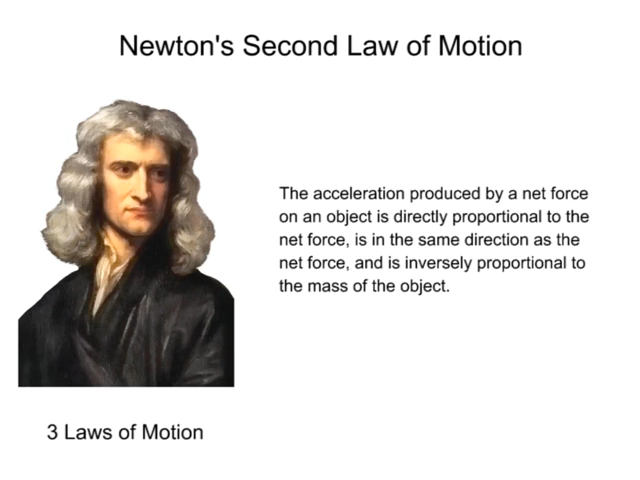 Newton's Second Law of Motion
The acceleration produced by a net force
on an object is directly proportional to the
net force, is in the same direction as the
net force, and is inversely proportional to
the mass of the object.
3 Laws of Motion